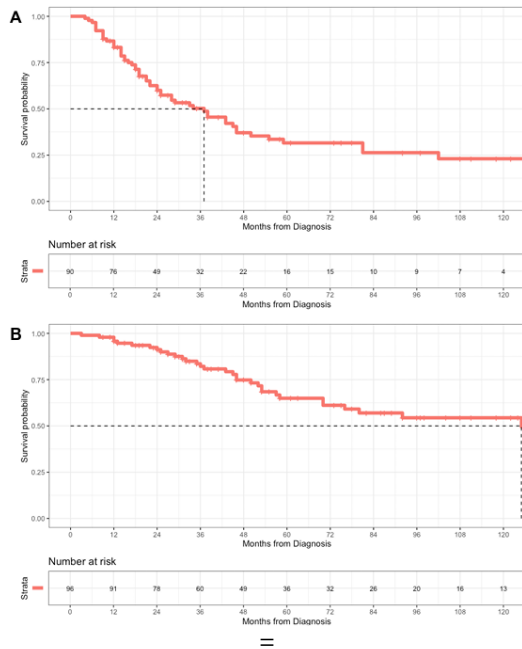 A
1.00
0.75
0.50
0.25
0.00
Survival probability
0 12 24 36 48 60 72 84 96 108 120
Months from Diagnosis
Number at risk
Strata
90 76 49 32 22 16 15 10 9 7 4
0 12 24 36 48 60 72 84 96 108 120
Months from Diagnosis
B
1.00
0.75
0.50
0.25
0.00
Survival probability
0 12 24 36 48 60 72 84 96 108 120
Months from Diagnosis
Number at risk
Strata
96 91 78 60 49 36 32 26 20 16 13
0 12 24 36 48 60 72 84 96 108 120
Months from Diagnosis
=